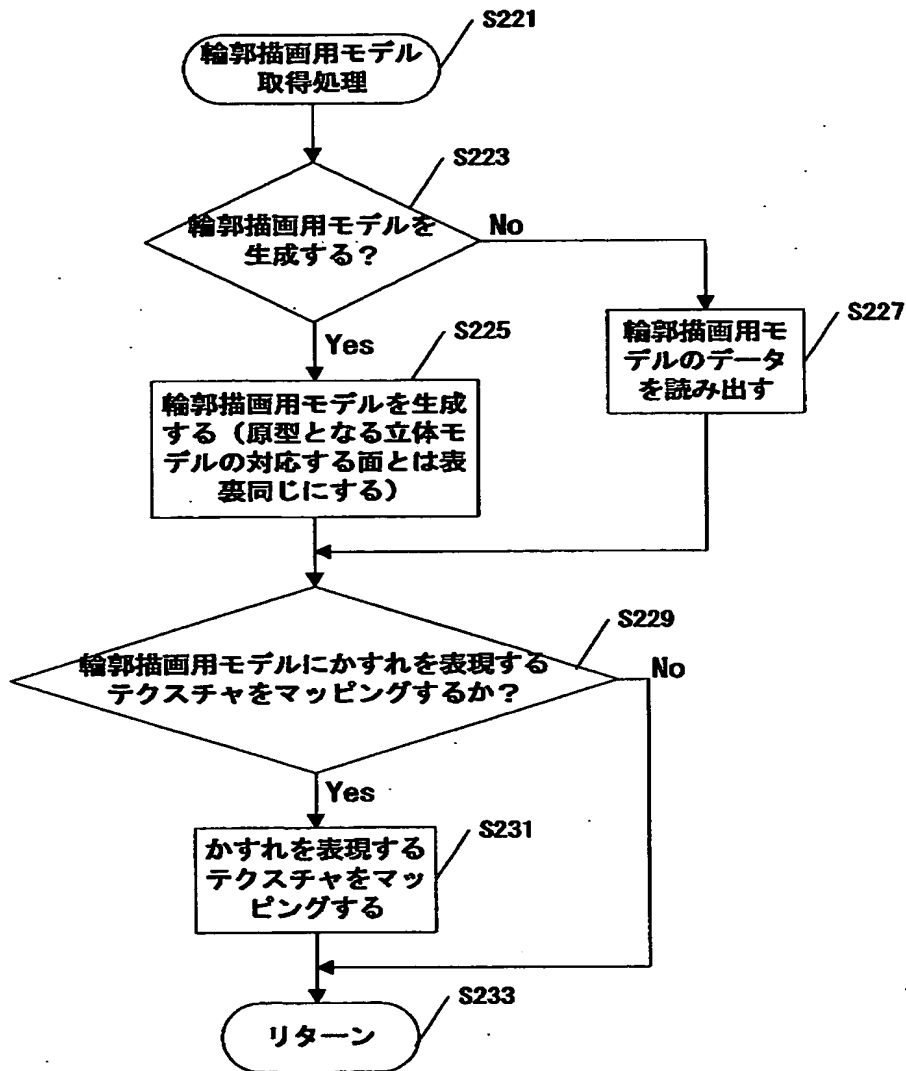 S221
輪郭描画用モデル
取得処理
S223
輪郭描画用モデルを
生成する？
No
Yes
S225
S227
輪郭描画用モ
デルのデータ
を読み出す
輪郭描画用モデルを生成
する（原型となる立体モ
デルの対応する面とは表
裏同じにする）
S229
輪郭描画用モデルにかすれを表現する
テクスチャをマッピングするか？
No
Yes
S231
かすれを表現する
テクスチャをマッ
ピングする
S233
リターン